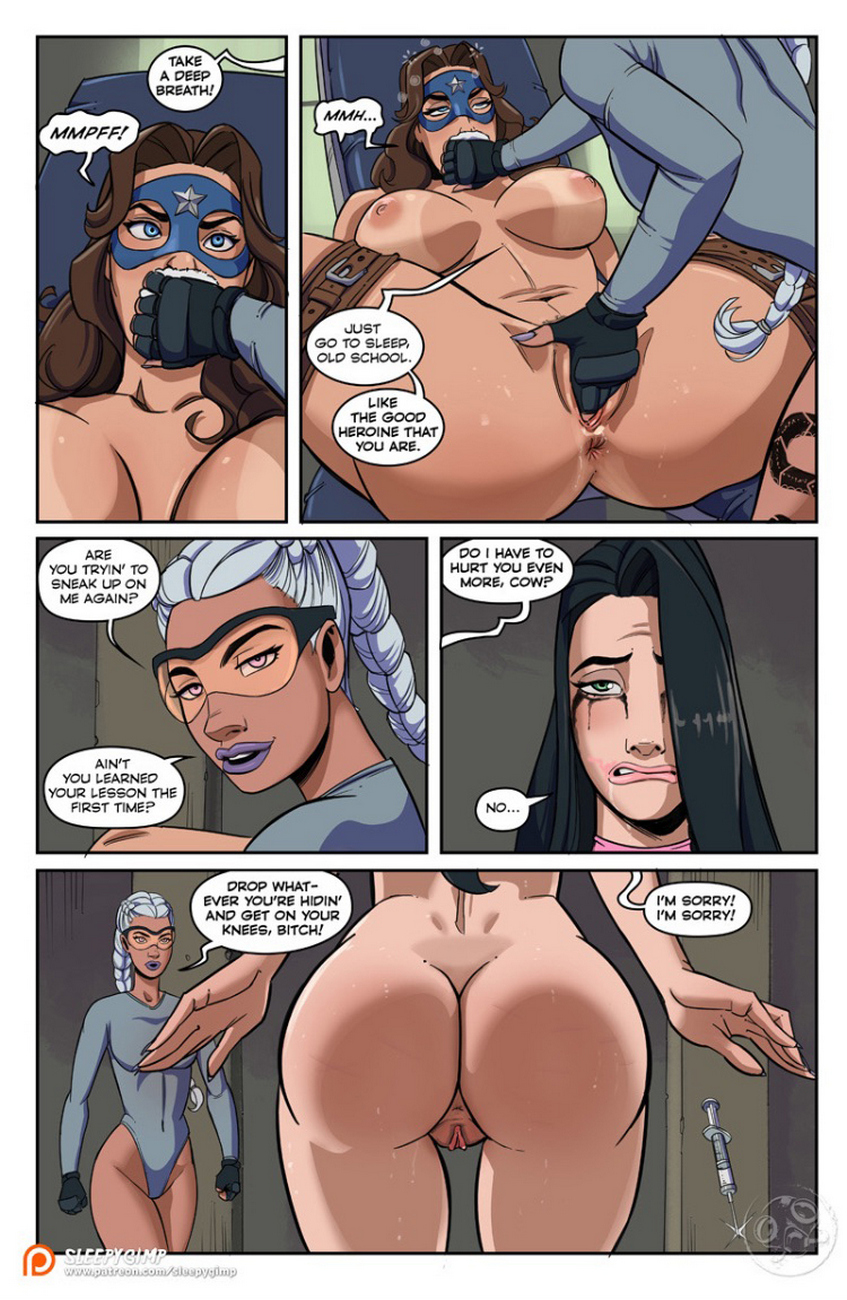 TAKE
A DEEP
BREATH!
MMPFF!
MMH...
JUST
GO TO SLEEP,
OLD SCHOOL.
LIKE
THE GOOD
HEROINE THAT
YOU ARE.
ARE
YOU TRYIN' TO
SNEAK UP ON
ME AGAIN?
AIN'T
YOU LEARNED
YOUR LESSON THE
FIRST TIME?
DO I HAVE TO
HURT YOU EVEN
MORE, COW?
NO...
DROP WHAT-
EVER YOU'RE HIDIN'
AND GET ON YOUR
KNEES, BITCH!
I'M SORRY!
I'M SORRY!
SLEEPYGIMP
www.patreon.com/sleepygimp